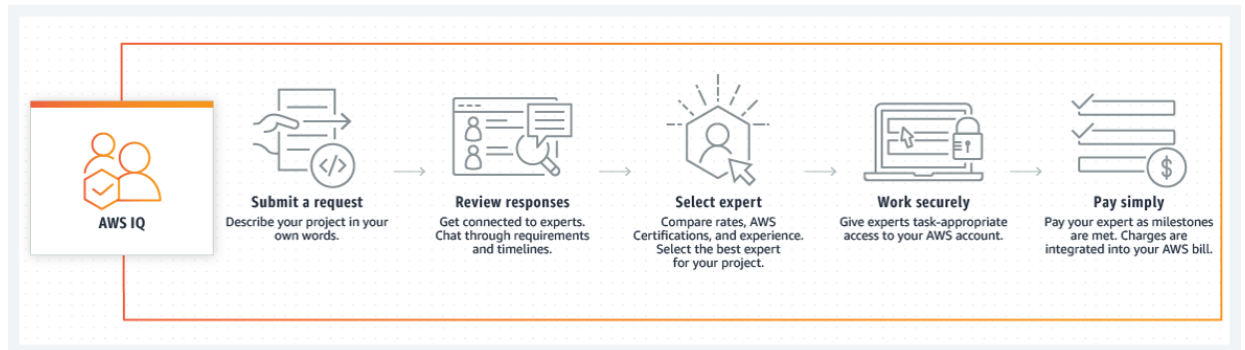 AWS IQ
Submit a request
Describe your project in your
own words.
Review responses
Get connected to experts.
Chat through requirements
and timelines.
Select expert
Compare rates, AWS
Certifications, and experience.
Select the best expert
for your project.
Work securely
Give experts task-appropriate
access to your AWS account.
Pay simply
Pay your expert as milestones
are met. Charges are
integrated into your AWS bill.